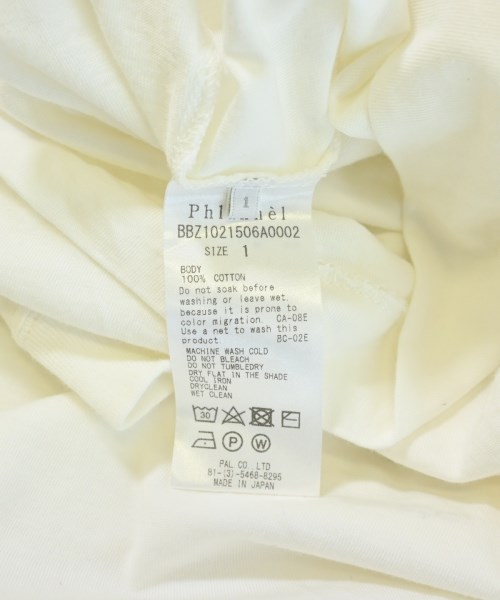 BBZ1021506A0002
SIZE 1
BODY
100% COTTON
Do not soak before
washing or leave wet,
because it is prone to
color migration CA-08E
Use a net to wash this
product BC-02E
MACHINE WASH COLD
DO NOT BLEACH
DO NOT TUMBLEDRY
DRY FLAT IN THE SHADE
COOL IRON
DRYCLEAN
WET CLEAN
30
P W
PAL CO., LTD
81-(3)-5468-8295
MADE IN JAPAN